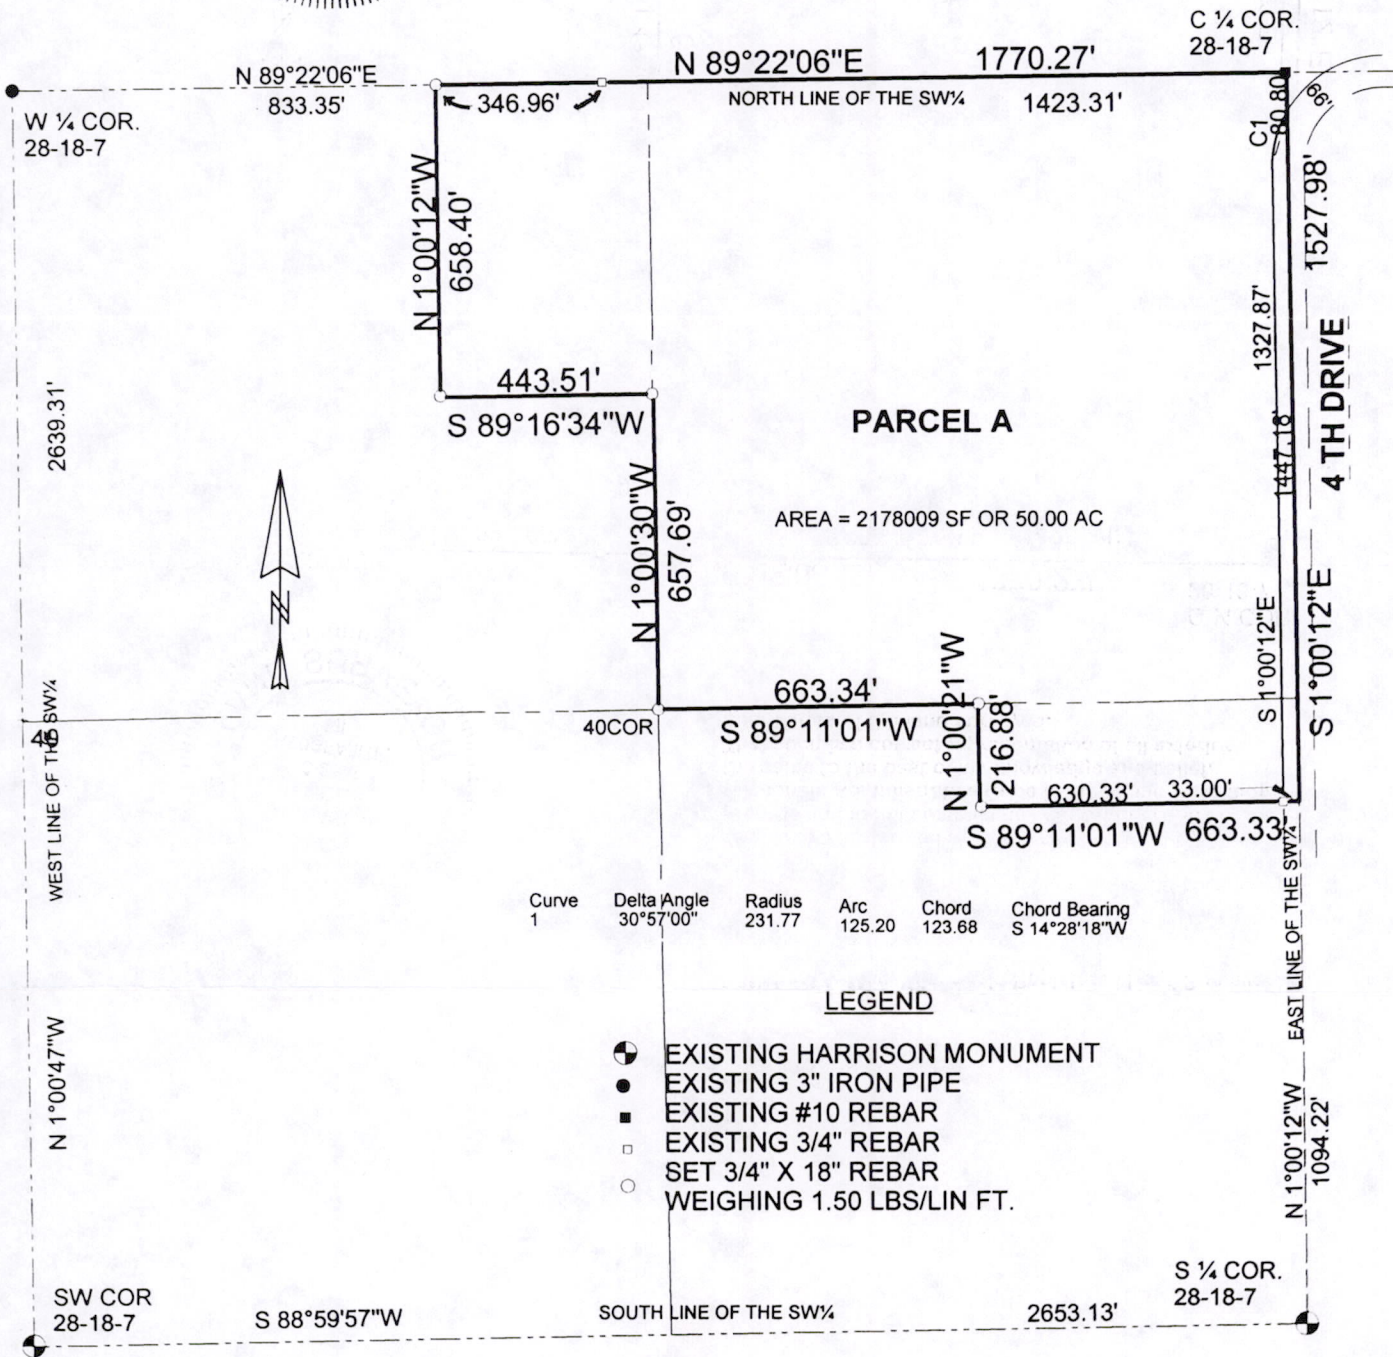 C ¼ COR.
28-18-7
N 89°22'06"E
1770.27'
N 89°22'06"E
833.35'
346.96'
NORTH LINE OF THE SW¼
1423.31'
W ¼ COR.
28-18-7
C1
80.80
66'
N 1°00'12"W
658.40'
1527.98'
1327.87'
4 TH DRIVE
443.51'
S 89°16'34"W
PARCEL A
2639.31'
1447.18'
AREA = 2178009 SF OR 50.00 AC
N 1°00'30"W
657.69'
N
S 1°00'12"E
S 1°00'12"E
663.34'
S 89°11'01"W
N 1°00'21"W
216.88'
40COR
WEST LINE OF THE SW¼
630.33'
33.00'
S 89°11'01"W
663.33'
EAST LINE OF THE SW¼
Curve Delta Angle Radius Arc Chord Chord Bearing
1 30°57'00" 231.77 125.20 123.68 S 14°28'18"W
LEGEND
EXISTING HARRISON MONUMENT
EXISTING 3" IRON PIPE
EXISTING #10 REBAR
EXISTING 3/4" REBAR
SET 3/4" X 18" REBAR
WEIGHING 1.50 LBS/LIN FT.
N 1°00'47"W
N 1°00'12"W
1094.22'
SW COR
28-18-7
S 88°59'57"W
SOUTH LINE OF THE SW¼
2653.13'
S ¼ COR.
28-18-7